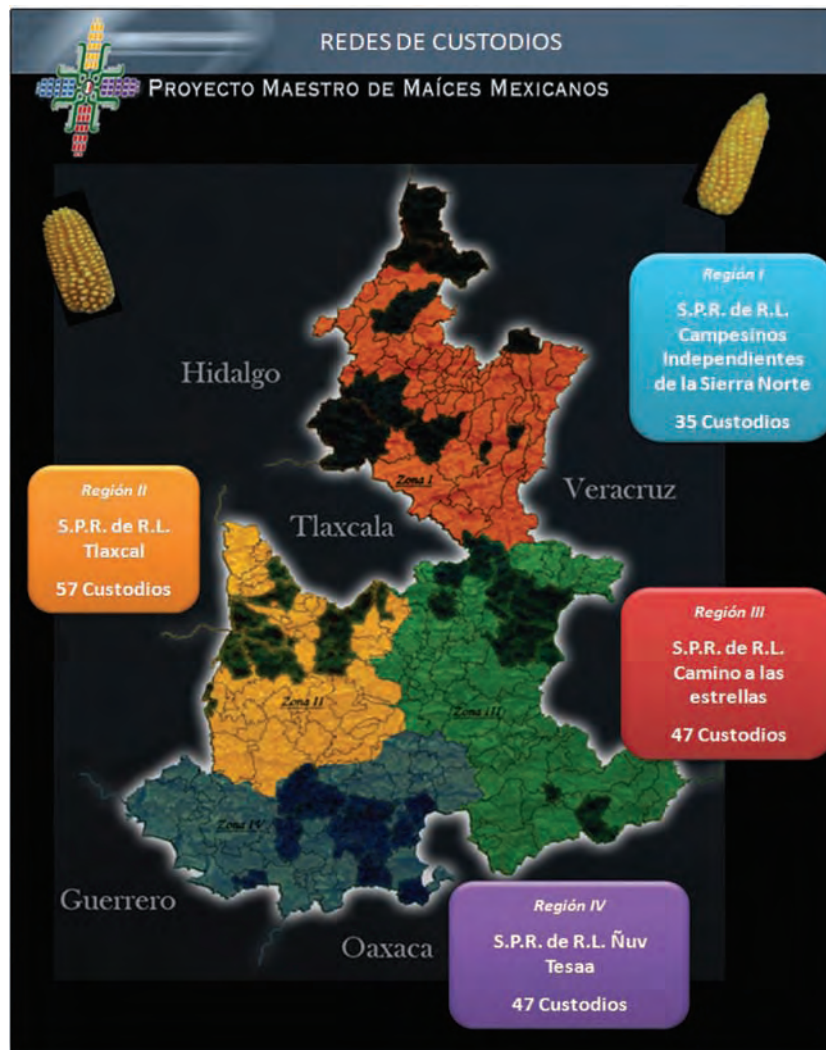 REDES DE CUSTODIOS
PROYECTO MAESTRO DE MAÍCES MEXICANOS
Región I
S.P.R. de R.L.
Campesinos
Independientes
de la Sierra Norte
35 Custodios
Hidalgo
Zona I
Veracruz
Región II
S.P.R. de R.L.
Tlaxcal
57 Custodios
Tlaxcala
Región III
S.P.R. de R.L.
Camino a las
estrellas
47 Custodios
Zona II
Zona III
Zona IV
Guerrero
Oaxaca
Región IV
S.P.R. de R.L. Ñuv
Tesaa
47 Custodios